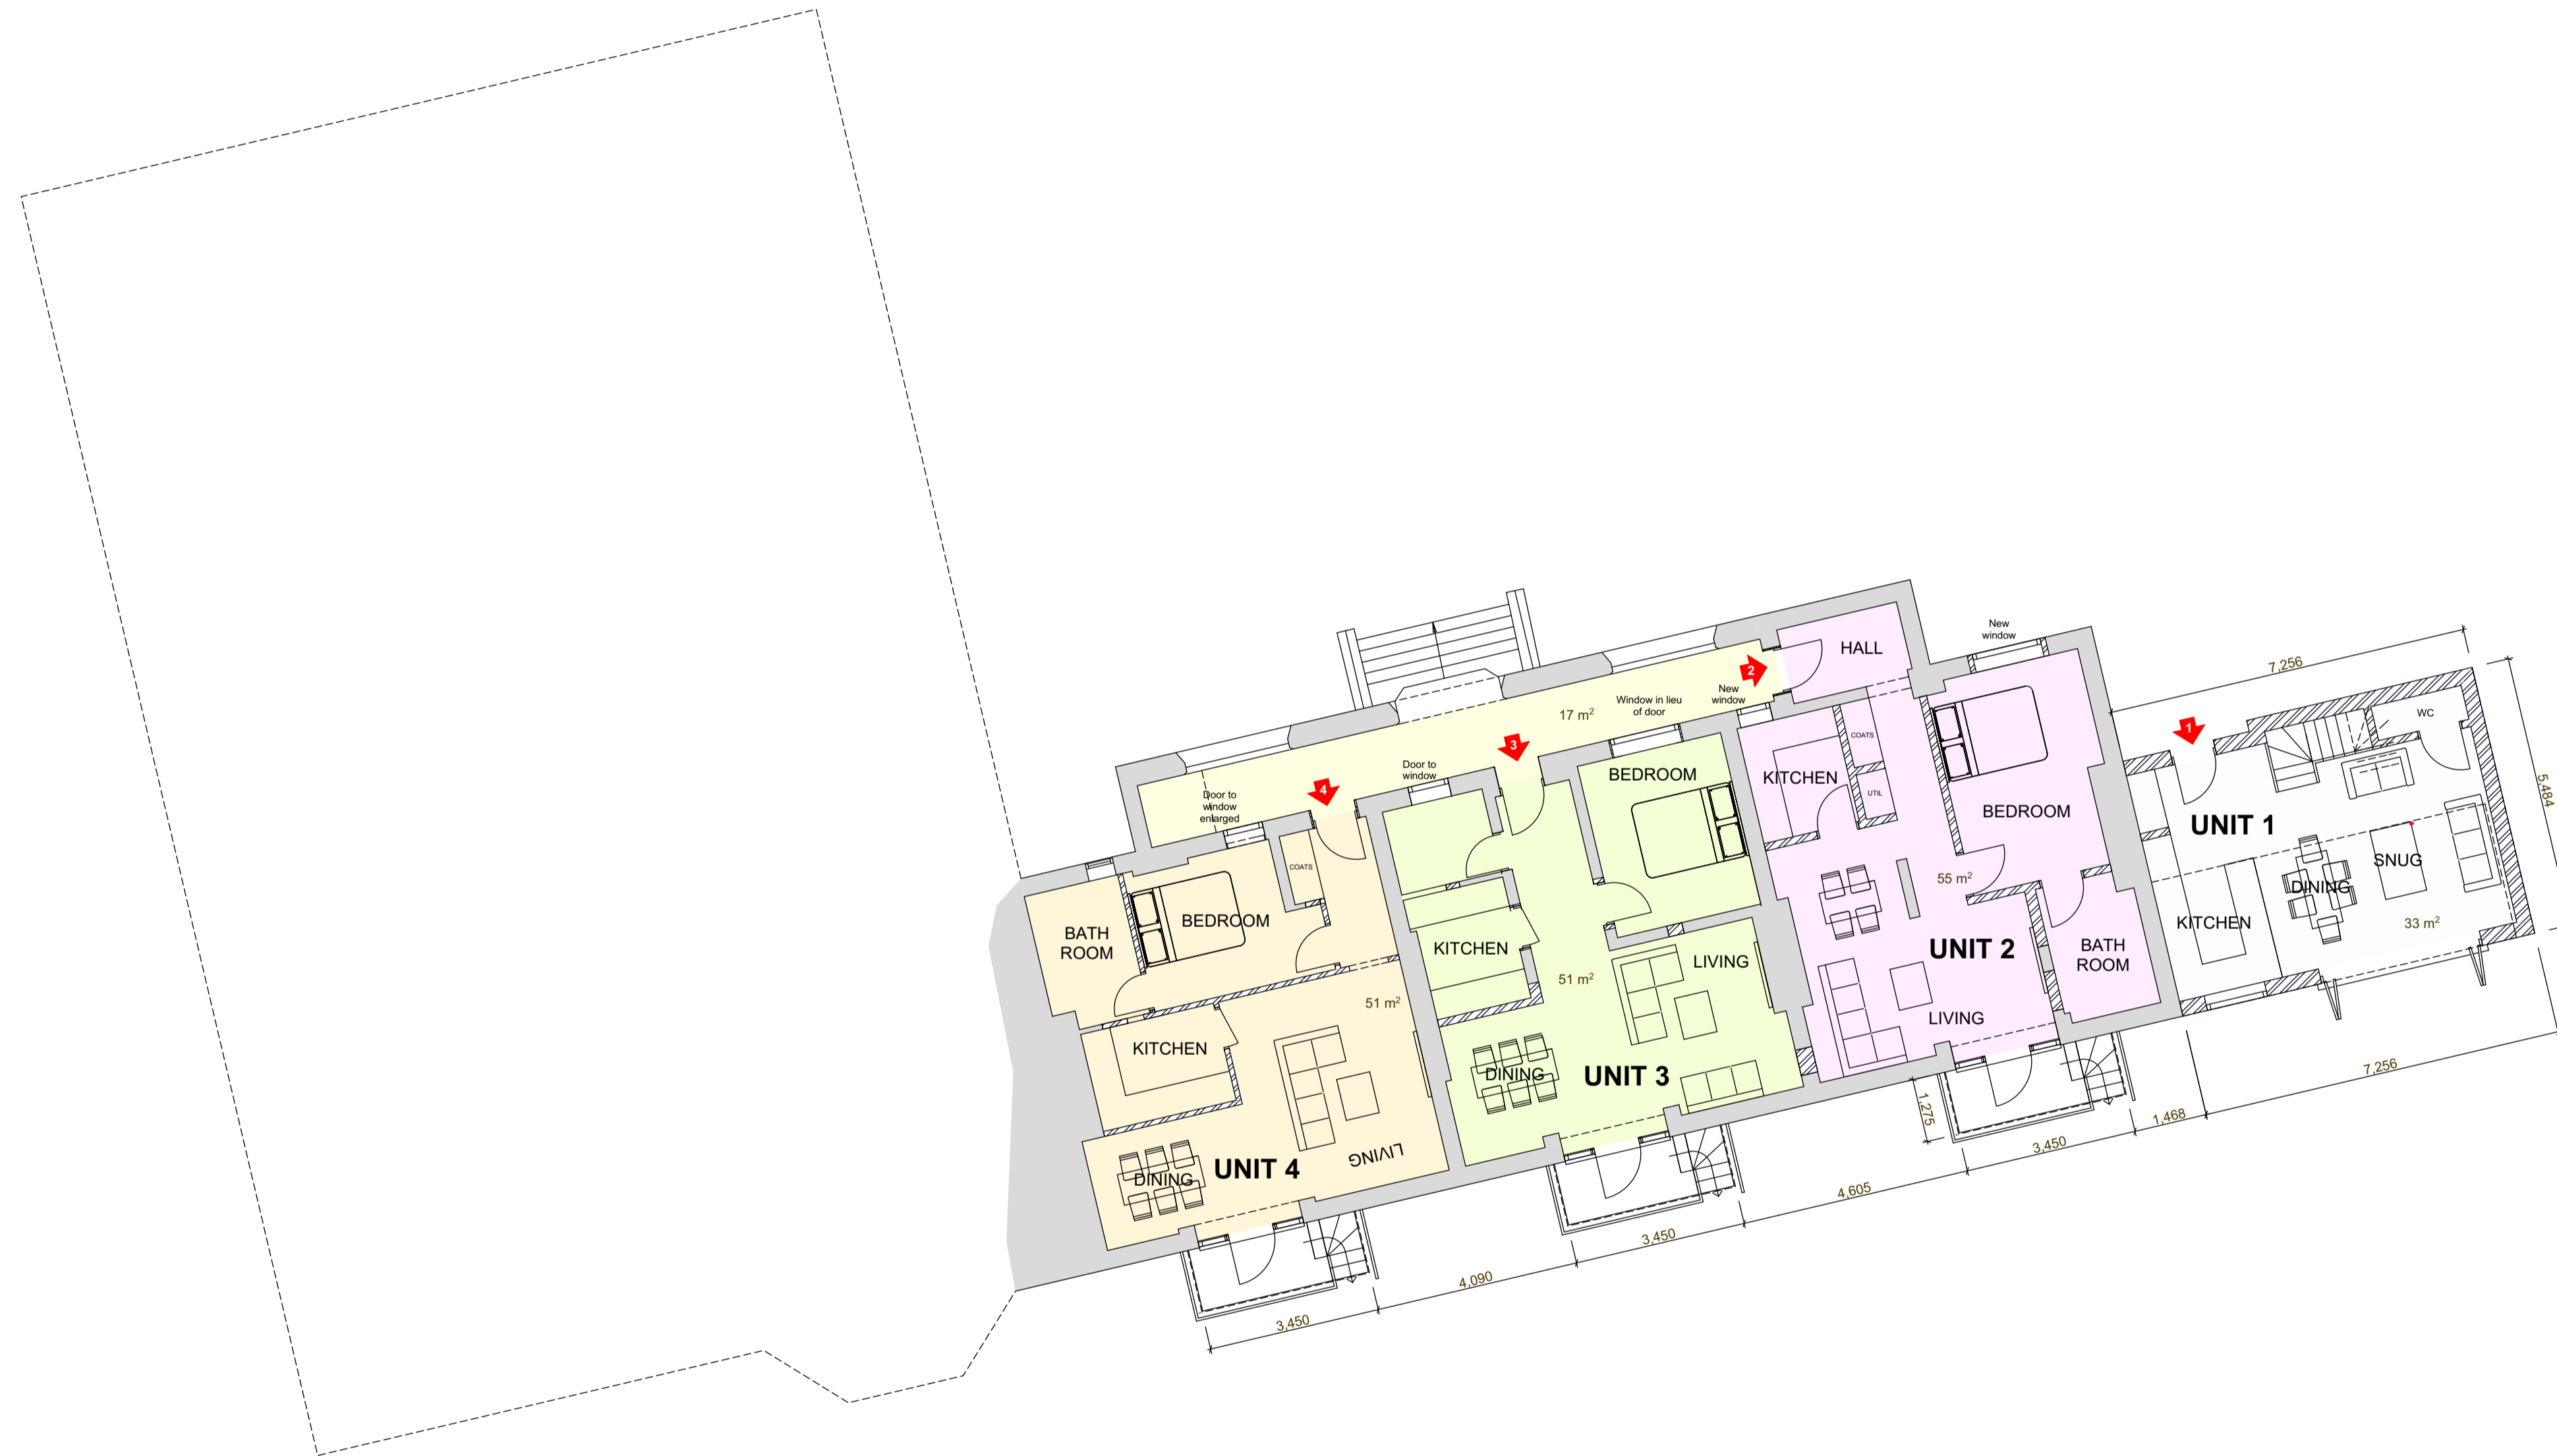 New
window
HALL
7,256
2
New
window
Window in lieu
of door
17 m²
WC
1
COATS
3
BEDROOM
KITCHEN
Door to
window
5,484
Door to
window
enlarged
4
UTIL
BEDROOM
UNIT 1
COATS
SNUG
55 m²
DINING
BEDROOM
KITCHEN
33 m²
BATH
ROOM
KITCHEN
UNIT 2
BATH
ROOM
LIVING
51 m²
51 m²
LIVING
KITCHEN
DINING
UNIT 3
7,256
1,275
1,468
3,450
LIVING
UNIT 4
DINING
4,605
3,450
4,090
3,450